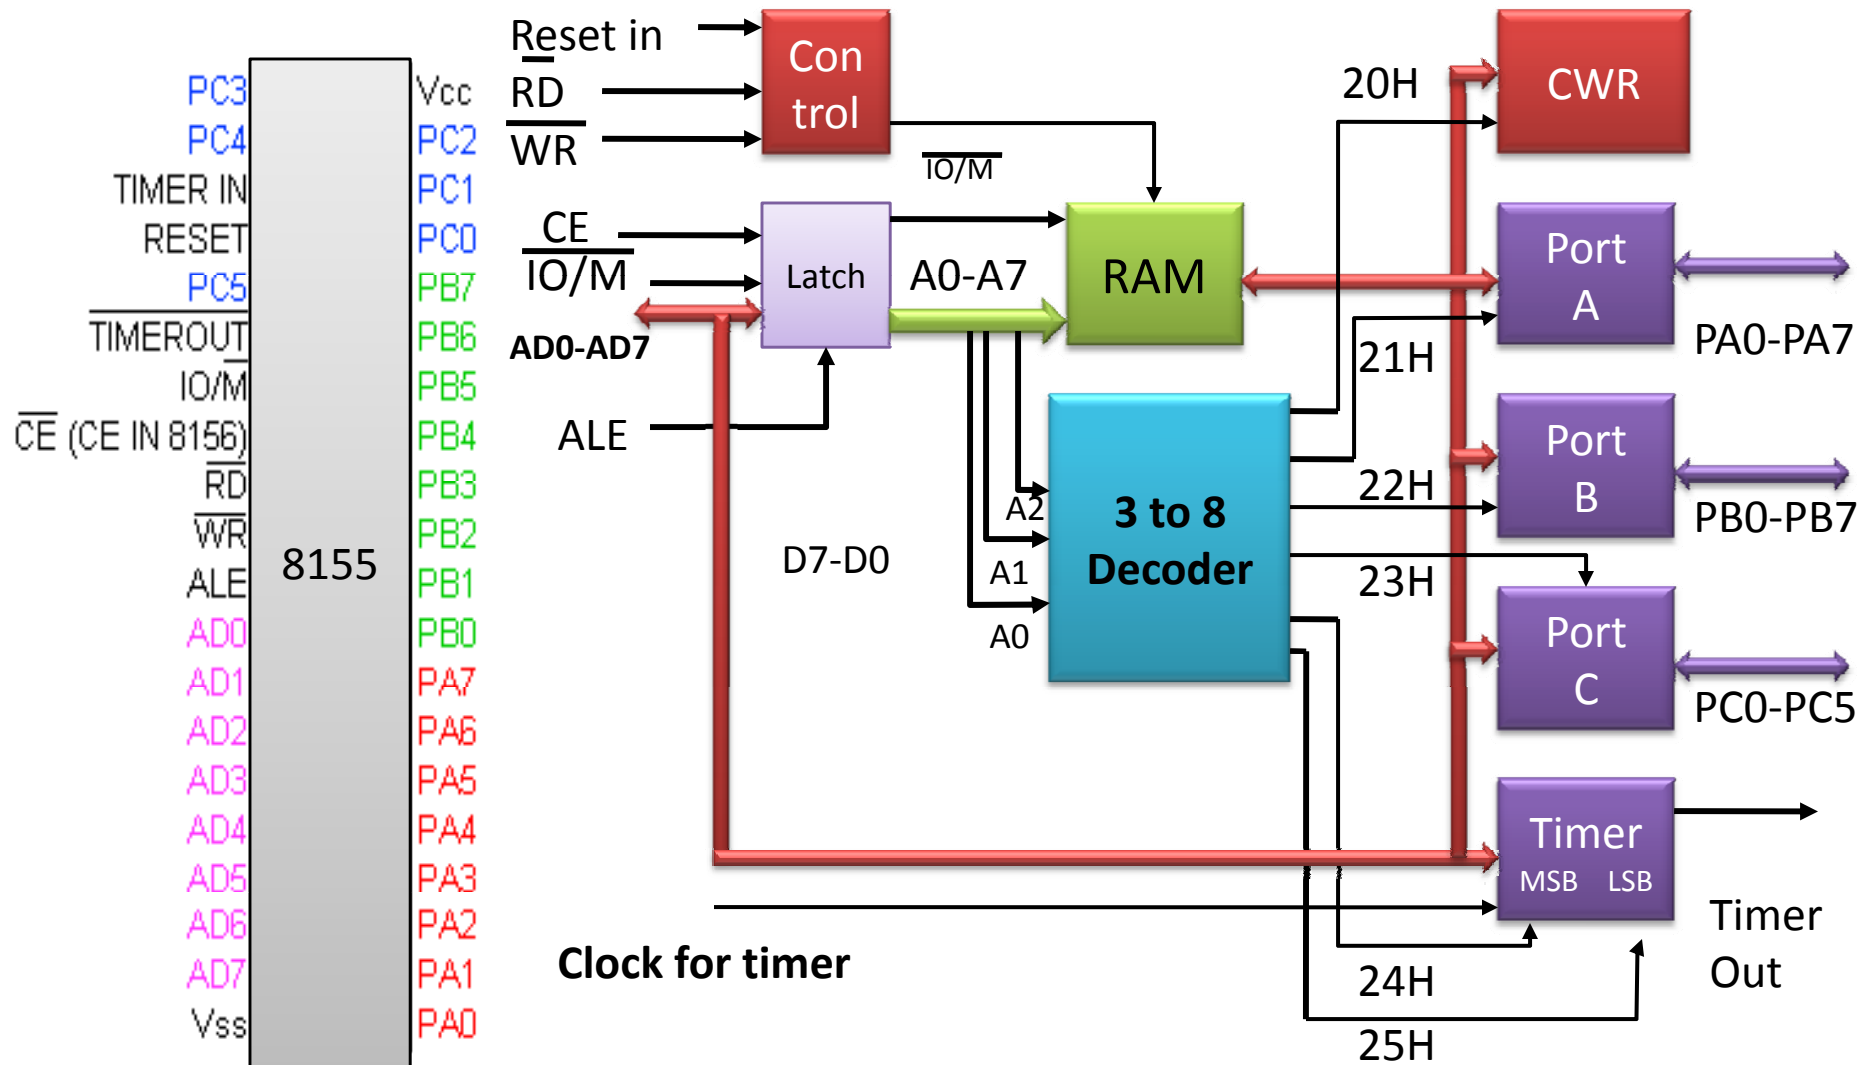 PC3
PC4
TIMER IN
RESET
PC5
TIMEROUT
IO/M
CE (CE IN 8156)
RD
WR
ALE
AD0
AD1
AD2
AD3
AD4
AD5
AD6
AD7
Vss
8155
Vcc
PC2
PC1
PC0
PB7
PB6
PB5
PB4
PB3
PB2
PB1
PB0
PA7
PA6
PA5
PA4
PA3
PA2
PA1
PA0
Reset in
RD
WR
Con
trol
CE
IO/M
AD0-AD7
ALE
Latch
IO/M
A0-A7
RAM
D7-D0
A2
A1
A0
3 to 8
Decoder
20H
21H
22H
23H
24H
25H
CWR
Port
A
PA0-PA7
Port
B
PB0-PB7
Port
C
PC0-PC5
Timer
MSB LSB
Timer
Out
Clock for timer